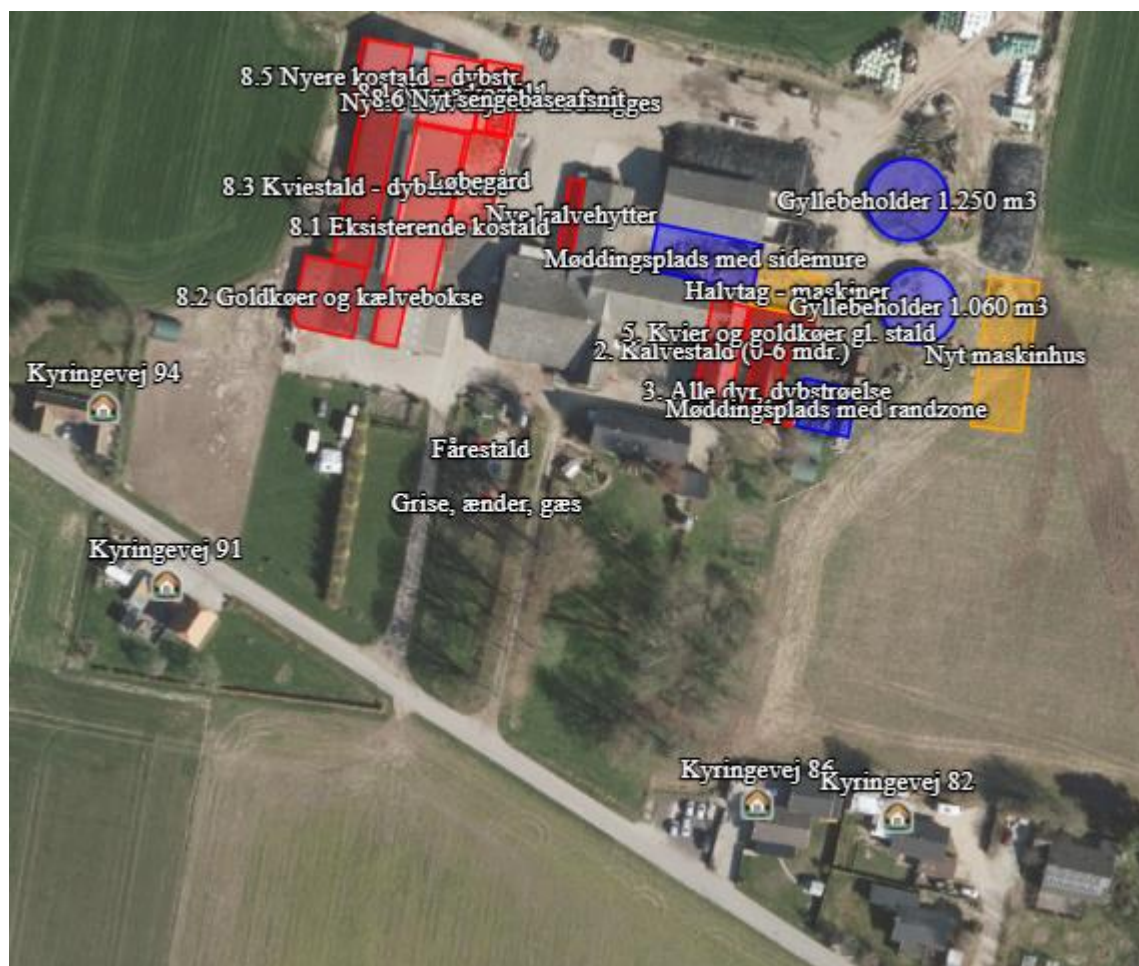 8.5 Nyere kostald - dybstr.
8.6 Nyt sengebåseafsnit
8.3 Kviestald -
Løbegård
Nye kalvehytter
8.1 Eksisterende kostald
Gyllebeholder 1.250 m3
Møddingsplads med sidemure
8.2 Goldkøer og kælvebokse
Halvtag - maskiner
Gyllebeholder 1.060 m3
5. Kvier og goldkøer gl. stald
2. Kalvestald (0-6 mdr.)
Nyt maskinhus
Kyringevej 94
3. Alle dyr, dybstrøelse
Møddingsplads med randzone
Fårestald
Grise, ænder, gæs
Kyringevej 91
Kyringevej 86
Kyringevej 82